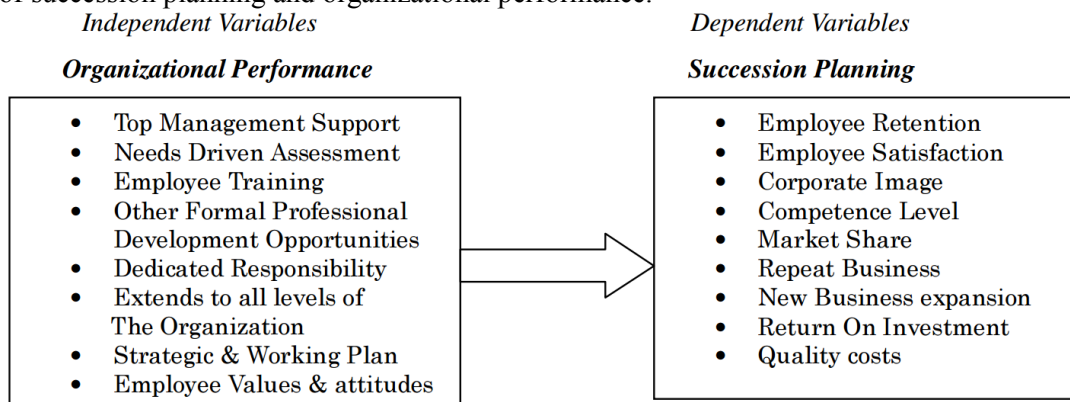 of succession planning and organizational performance.
Independent Variables
Dependent Variables
Organizational Performance
Succession Planning
• Top Management Support
• Needs Driven Assessment
• Employee Training
• Other Formal Professional
Development Opportunities
• Dedicated Responsibility
• Extends to all levels of
The Organization
• Strategic & Working Plan
• Employee Values & attitudes
• Employee Retention
• Employee Satisfaction
• Corporate Image
• Competence Level
• Market Share
• Repeat Business
• New Business expansion
• Return On Investment
• Quality costs